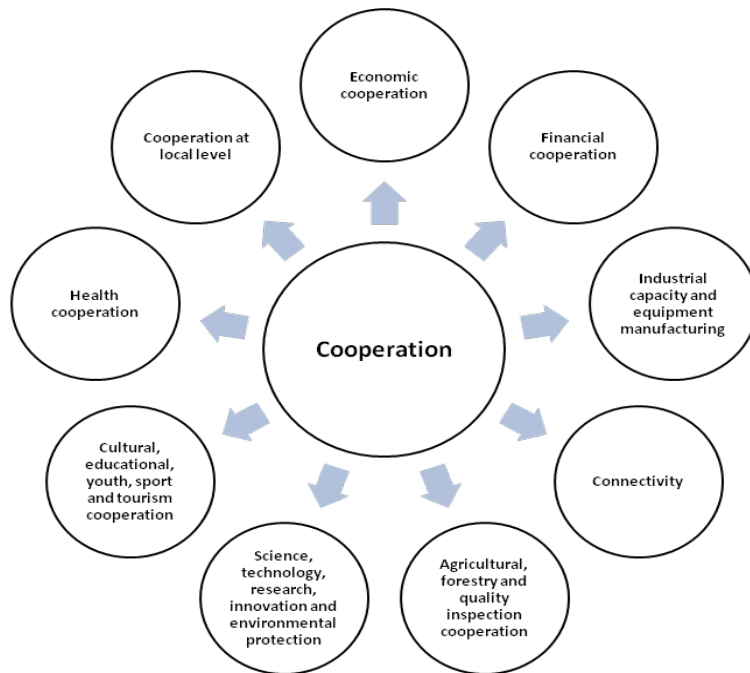 Economic
cooperation
Financial
cooperation
Industrial
capacity and
equipment
manufacturing
Connectivity
Agricultural,
forestry and
quality
inspection
cooperation
Science,
technology,
research,
innovation and
environmental
protection
Cultural,
educational,
youth, sport
and tourism
cooperation
Health
cooperation
Cooperation at
local level
Cooperation